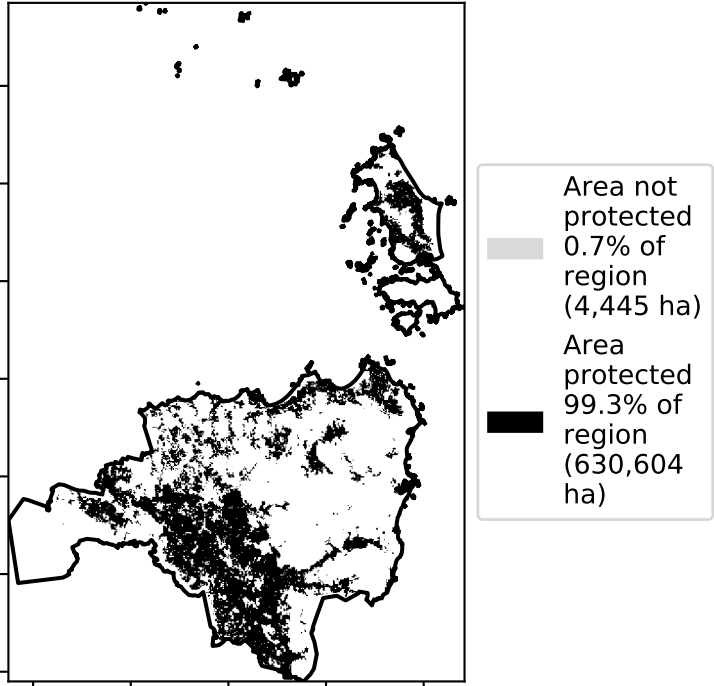 Area not
protected
0.7% of
region
(4,445 ha)
Area
protected
99.3% of
region
(630,604
ha)